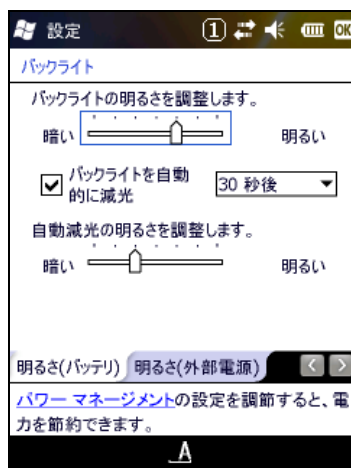 設定 1 OK
バックライト
バックライトの明るさを調整します。
暗い 明るい
バックライトを自動
的に減光
30 秒後
自動減光の明るさを調整します。
暗い 明るい
明るさ(バッテリ) 明るさ(外部電源)
パワー マネージメントの設定を調節すると、電
力を節約できます。
A